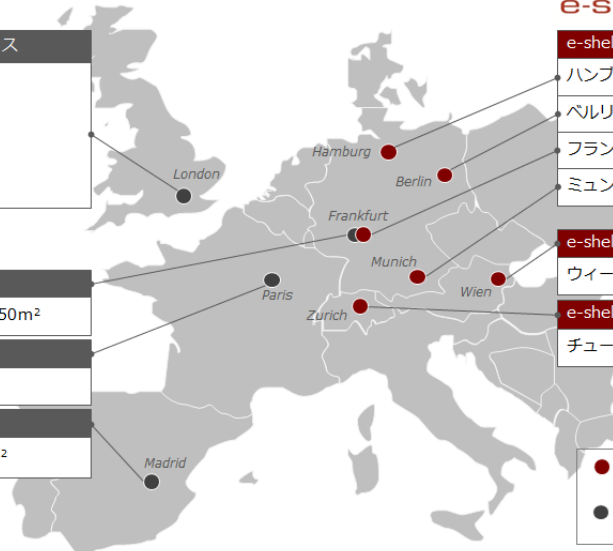 e-s
ス
e-shel
ハンブ
ベルリ
フラン
ミュン
Hamburg
Berlin
London
Frankfurt
Munich
e-shel
ウィー
Wien
Paris
Zurich
50m²
e-shel
チュー
²
Madrid